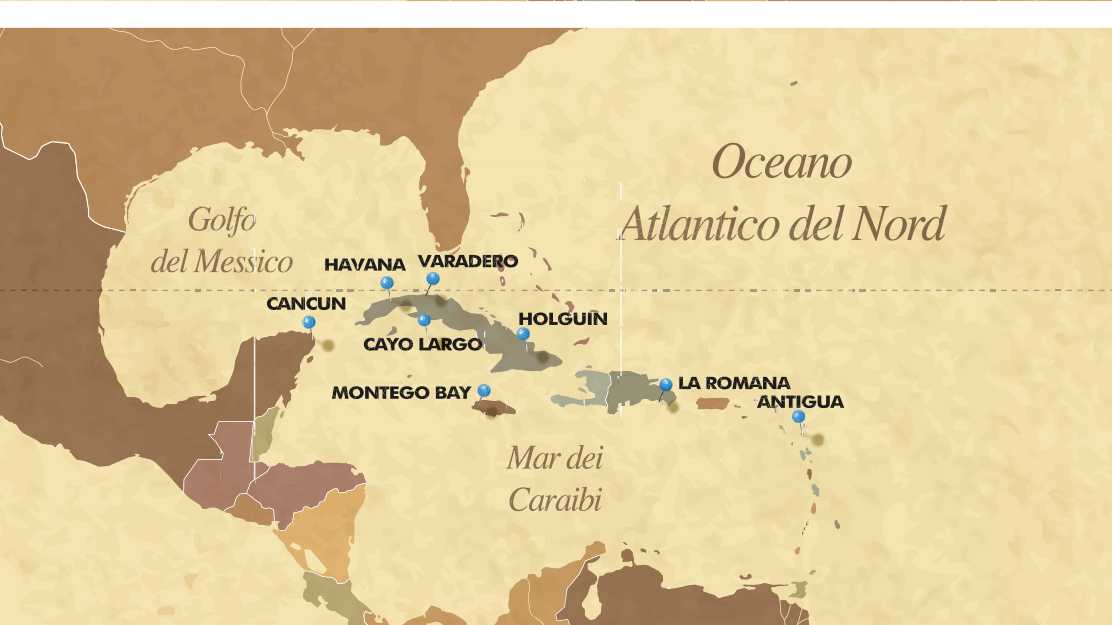 Oceano
Atlantico del Nord
Golfo
del Messico
HAVANA
VARADERO
CANCUN
HOLGUIN
CAYO LARGO
MONTEGO BAY
LA ROMANA
ANTIGUA
Mar dei
Caraibi